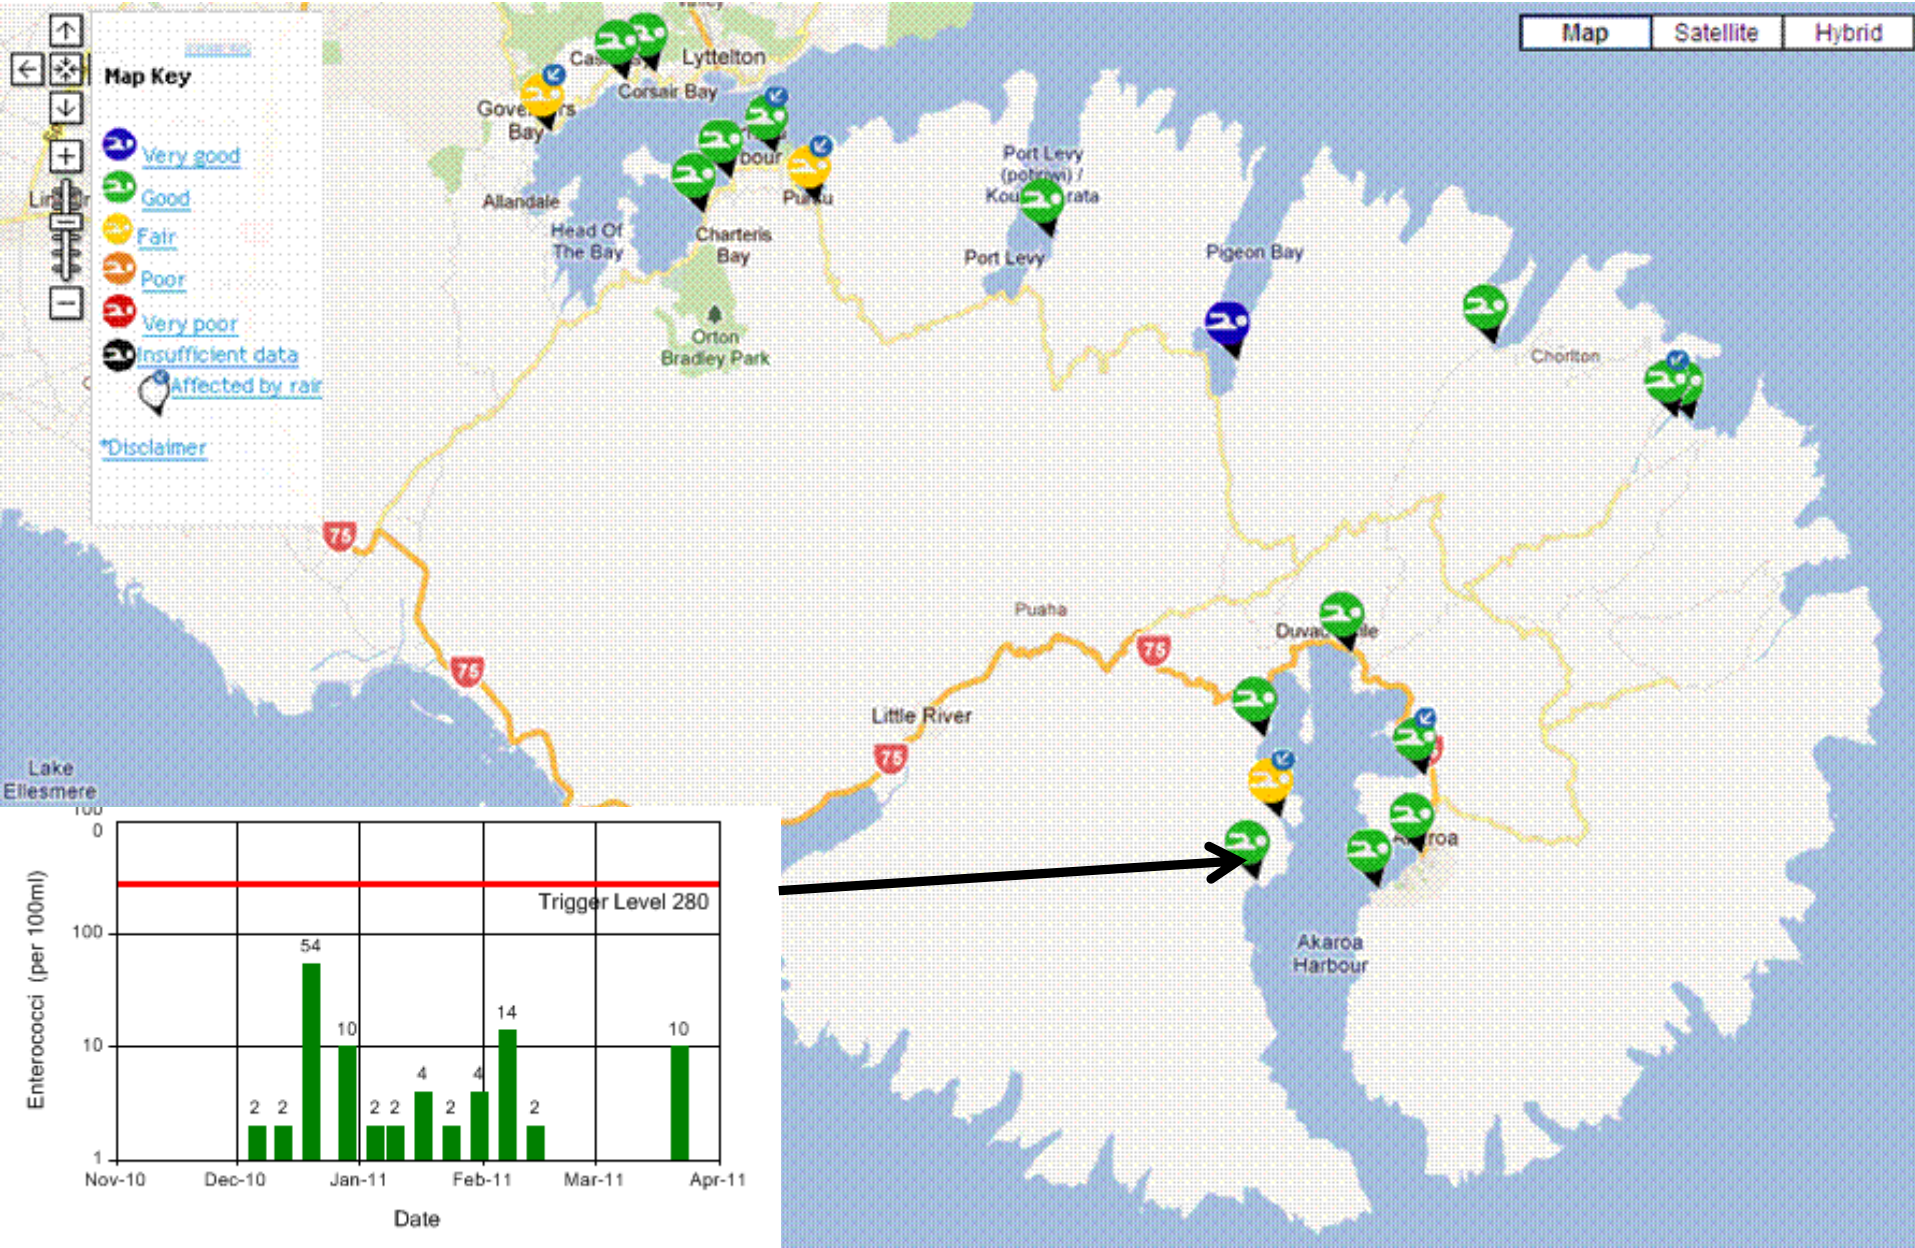 Map
Satellite
Hybrid
Map Key
Very good
Good
Fair
Poor
Very poor
Insufficient data
Affected by rain
*Disclaimer
Lyttelton
Corsair Bay
Bay
Allandale
Head Of
The Bay
Charteris
Bay
Orton
Bradley Park
Port Levy
Port Levy
Pigeon Bay
Chorlton
75
75
Puaha
75
Little River
75
Lake
Ellesmere
Akaroa
Harbour
0
Trigger Level 280
100
54
14
10
10
10
4
4
2
2
2
2
2
2
1
Enterococci (per 100ml)
Nov-10
Dec-10
Jan-11
Feb-11
Mar-11
Apr-11
Date